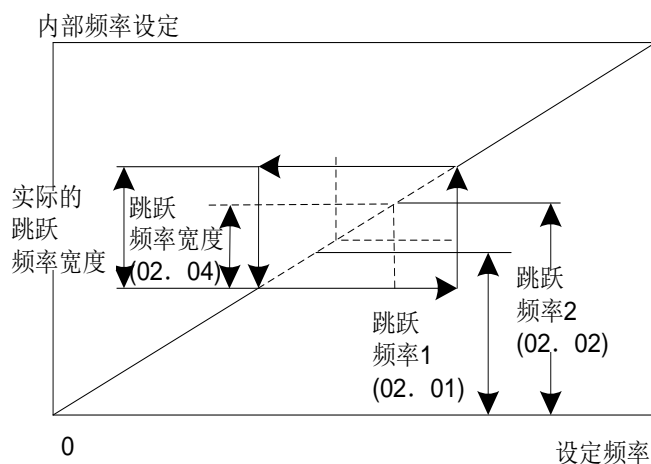 内部频率设定
实际的
跳跃
频率宽度
跳跃
频率宽度
(02. 04)
跳跃
频率1
(02. 01)
跳跃
频率2
(02. 02)
0
设定频率